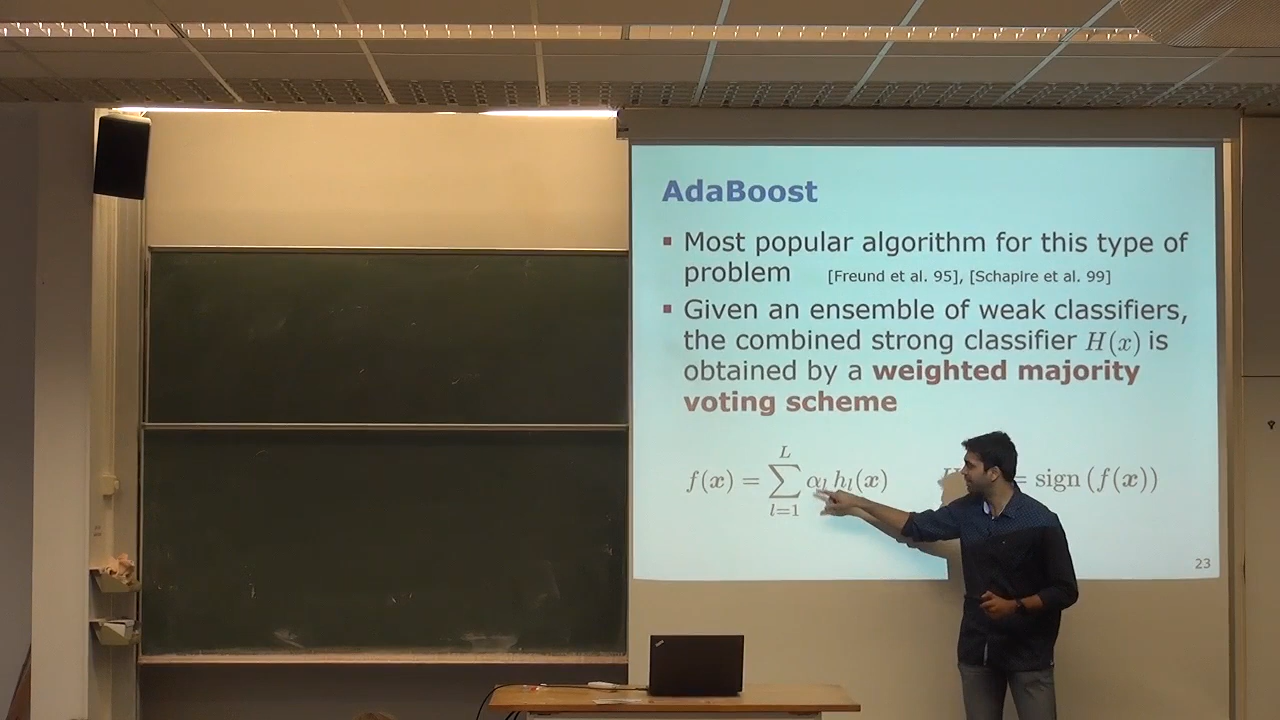 AdaBoost
Most popular algorithm for this type of
problem [Freund et al. 95], [Schapire et al. 99]
Given an ensemble of weak classifiers,
the combined strong classifier H(x) is
obtained by a weighted majority
voting scheme
f(x) = ∑_{l=1}^{L} α_l h_l(x) = sign (f(x))
23